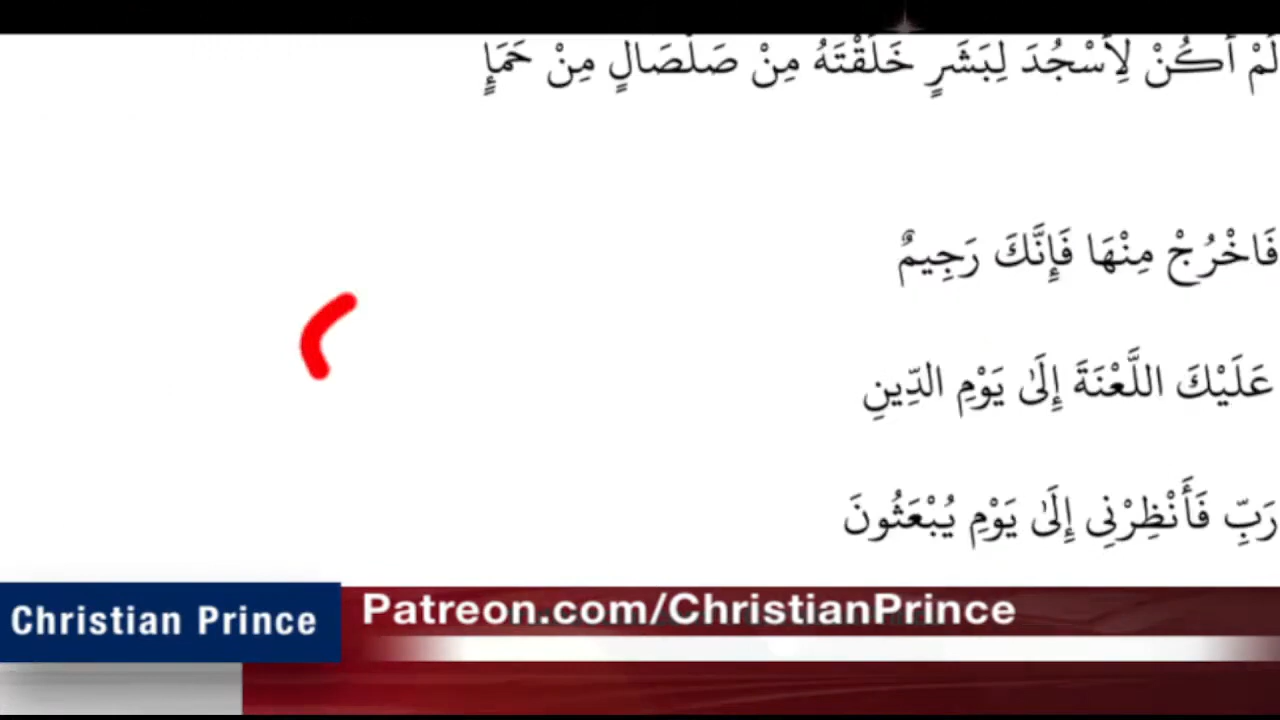 لَمْ أَكُنْ لِأَسْجُدَ لِبَشَرٍ خَلَقْتَهُ مِنْ صَلْصَالٍ مِنْ حَمَإٍ
فَاخْرُجْ مِنْهَا فَإِنَّكَ رَجِيمٌ
عَلَيْكَ اللَّعْنَةَ إِلَىٰ يَوْمِ الدِّينِ
رَبِّ فَأَنْظِرْنِي إِلَىٰ يَوْمِ يُبْعَثُونَ
Christian Prince
Patreon.com/ChristianPrince